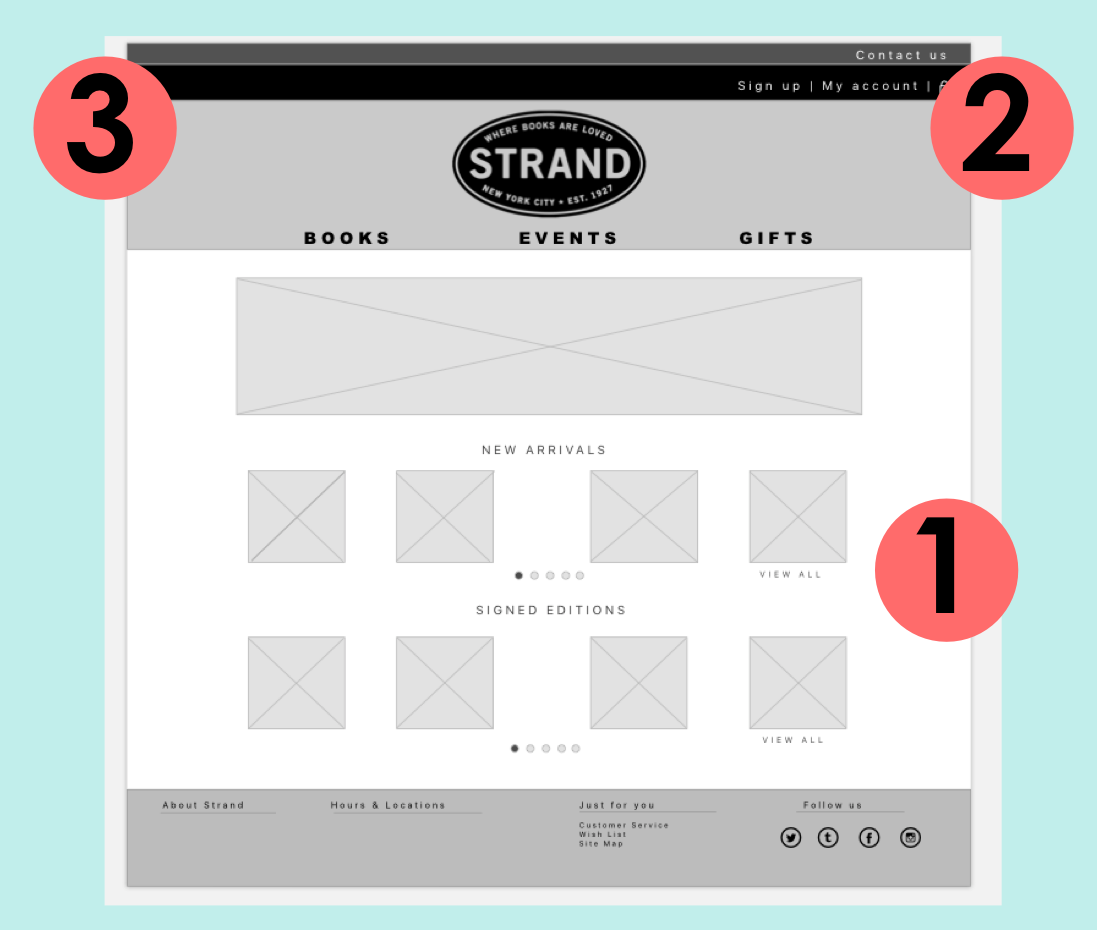 Contact us
3
2
Sign up | My account |
WHERE BOOKS ARE LOVED
STRAND
NEW YORK CITY • EST. 1927
BOOKS EVENTS GIFTS
NEW ARRIVALS
1
VIEW ALL
SIGNED EDITIONS
VIEW ALL
About Strand Hours & Locations Just for you Follow us
Customer Service
Wish List
Site Map